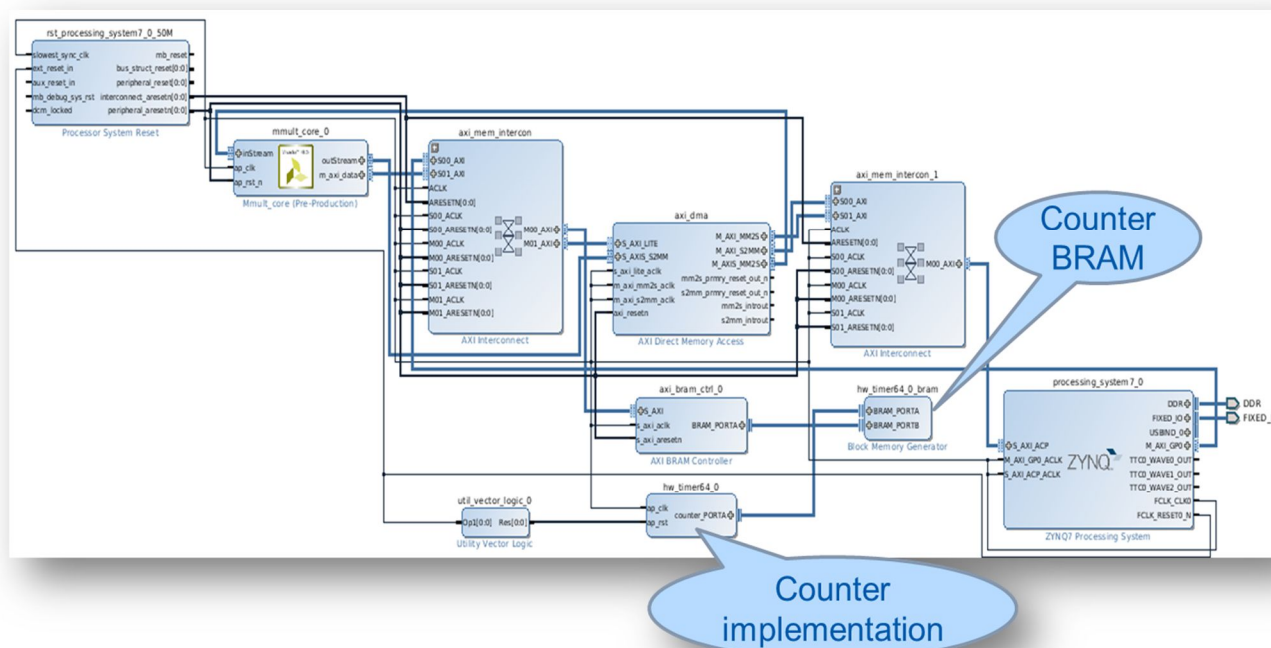 rst_processing_system7_0_50M
slowest_sync_clk
ext_reset_in
aux_reset_in
mb_debug_sys_rst
dcm_locked
mb_reset
bus_struct_reset[0:0]
peripheral_reset[0:0]
interconnect_aresetn[0:0]
peripheral_aresetn[0:0]
Processor System Reset
mmult_core_0
inStream
ap_clk
ap_rst_n
outStream
m_axi_data
Mmult_core (Pre-Production)
axi_mem_intercon
S00_AXI
S01_AXI
ACLK
ARESETN[0:0]
S00_ACLK
S00_ARESETN[0:0]
M00_ACLK
M00_ARESETN[0:0]
S01_ACLK
S01_ARESETN[0:0]
M01_ACLK
M01_ARESETN[0:0]
M00_AXI
M01_AXI
AXI Interconnect
axi_dma
S_AXI_LITE
S_AXIS_S2MM
s_axi_lite_aclk
m_axi_mm2s_aclk
m_axi_s2mm_aclk
axi_resetn
M_AXI_MM2S
M_AXI_S2MM
M_AXIS_MM2S
mm2s_prmry_reset_out_n
s2mm_prmry_reset_out_n
mm2s_introut
s2mm_introut
AXI Direct Memory Access
axi_mem_intercon_1
S00_AXI
S01_AXI
ACLK
ARESETN[0:0]
S00_ACLK
S00_ARESETN[0:0]
M00_ACLK
M00_ARESETN[0:0]
S01_ACLK
S01_ARESETN[0:0]
M00_AXI
AXI Interconnect
Counter
BRAM
axi_bram_ctrl_0
S_AXI
s_axi_aclk
s_axi_aresetn
BRAM_PORTA
AXI BRAM Controller
hw_timer64_0_bram
BRAM_PORTA
BRAM_PORTB
Block Memory Generator
processing_system7_0
S_AXI_ACP
M_AXI_GP0_ACLK
S_AXI_ACP_ACLK
ZYNQ
DDR
FIXED_IO
USBIND_0
M_AXI_GP0
TTC0_WAVE0_OUT
TTC0_WAVE1_OUT
TTC0_WAVE2_OUT
FCLK_CLK0
FCLK_RESET0_N
ZYNQ7 Processing System
DDR
FIXED_
util_vector_logic_0
Op1[0:0]
Res[0:0]
Utility Vector Logic
hw_timer64_0
ap_clk
ap_rst
counter_PORTA
Counter
implementation